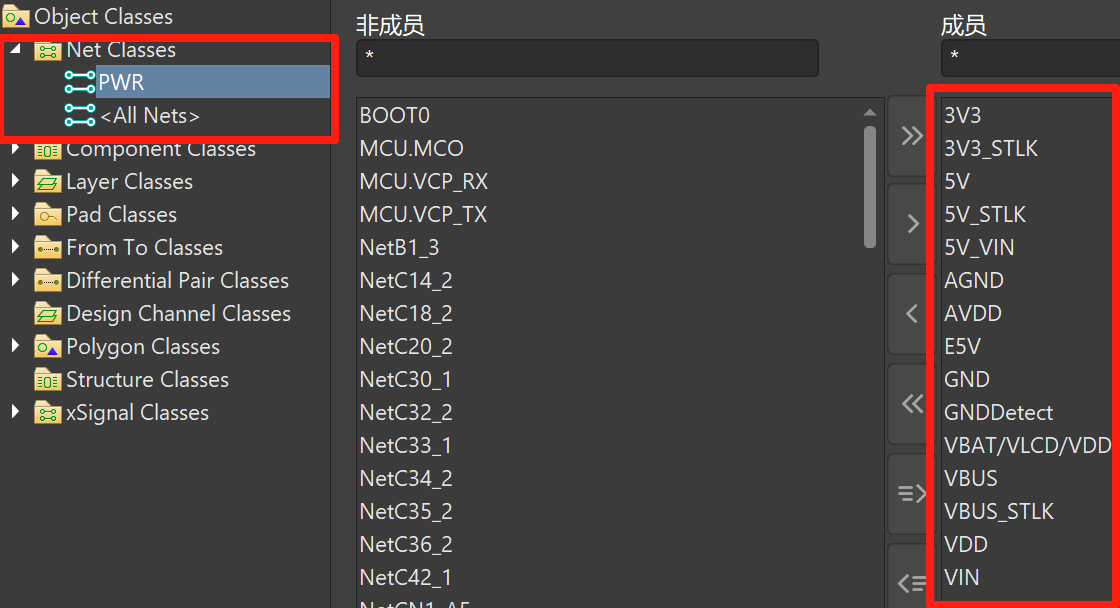 Object Classes
Net Classes
PWR
<All Nets>
Component Classes
Layer Classes
Pad Classes
From To Classes
Differential Pair Classes
Design Channel Classes
Polygon Classes
Structure Classes
xSignal Classes
非成员
*
BOOT0
MCU.MCO
MCU.VCP_RX
MCU.VCP_TX
NetB1_3
NetC14_2
NetC18_2
NetC20_2
NetC30_1
NetC32_2
NetC33_1
NetC34_2
NetC35_2
NetC36_2
NetC42_1
成员
*
3V3
3V3_STLK
5V
5V_STLK
5V_VIN
AGND
AVDD
E5V
GND
GNDDetect
VBAT/VLCD/VDD
VBUS
VBUS_STLK
VDD
VIN